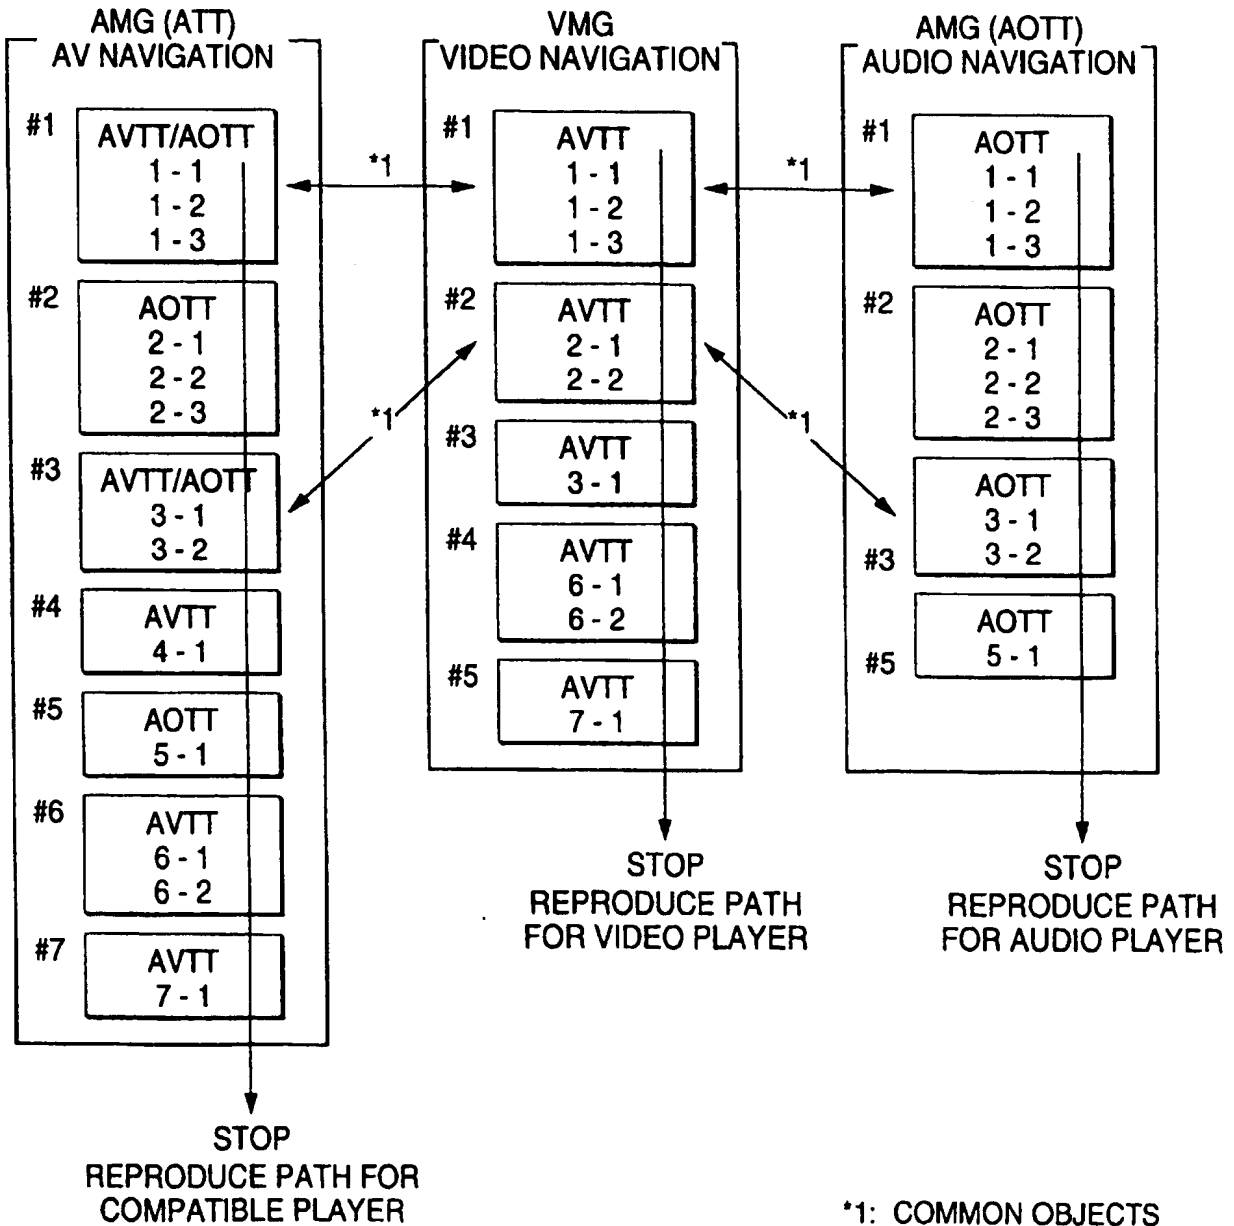 AMG (ATT)
AV NAVIGATION
#1
AVTT/AOTT
1 - 1
1 - 2
1 - 3
#2
AOTT
2 - 1
2 - 2
2 - 3
#3
AVTT/AOTT
3 - 1
3 - 2
#4
AVTT
4 - 1
#5
AOTT
5 - 1
#6
AVTT
6 - 1
6 - 2
#7
AVTT
7 - 1
STOP
REPRODUCE PATH FOR
COMPATIBLE PLAYER
*1
*1
VMG
VIDEO NAVIGATION
#1
AVTT
1 - 1
1 - 2
1 - 3
#2
AVTT
2 - 1
2 - 2
#3
AVTT
3 - 1
#4
AVTT
6 - 1
6 - 2
#5
AVTT
7 - 1
STOP
REPRODUCE PATH
FOR VIDEO PLAYER
*1
*1
AMG (AOTT)
AUDIO NAVIGATION
#1
AOTT
1 - 1
1 - 2
1 - 3
#2
AOTT
2 - 1
2 - 2
2 - 3
#3
AOTT
3 - 1
3 - 2
#5
AOTT
5 - 1
STOP
REPRODUCE PATH
FOR AUDIO PLAYER
*1: COMMON OBJECTS